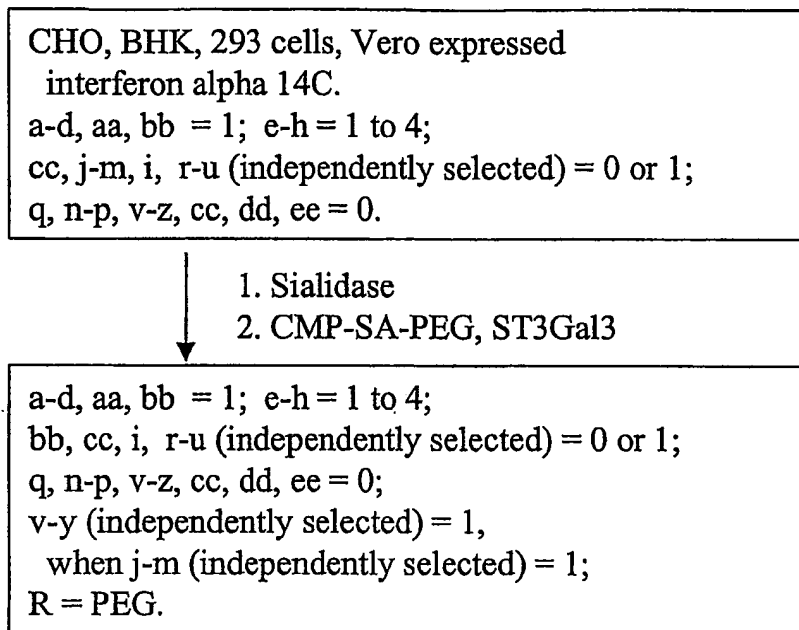 CHO, BHK, 293 cells, Vero expressed
interferon alpha 14C.
a-d, aa, bb = 1; e-h = 1 to 4;
cc, j-m, i, r-u (independently selected) = 0 or 1;
q, n-p, v-z, cc, dd, ee = 0.
1. Sialidase
2. CMP-SA-PEG, ST3Gal3
a-d, aa, bb = 1; e-h = 1 to 4;
bb, cc, i, r-u (independently selected) = 0 or 1;
q, n-p, v-z, cc, dd, ee = 0;
v-y (independently selected) = 1,
when j-m (independently selected) = 1;
R = PEG.